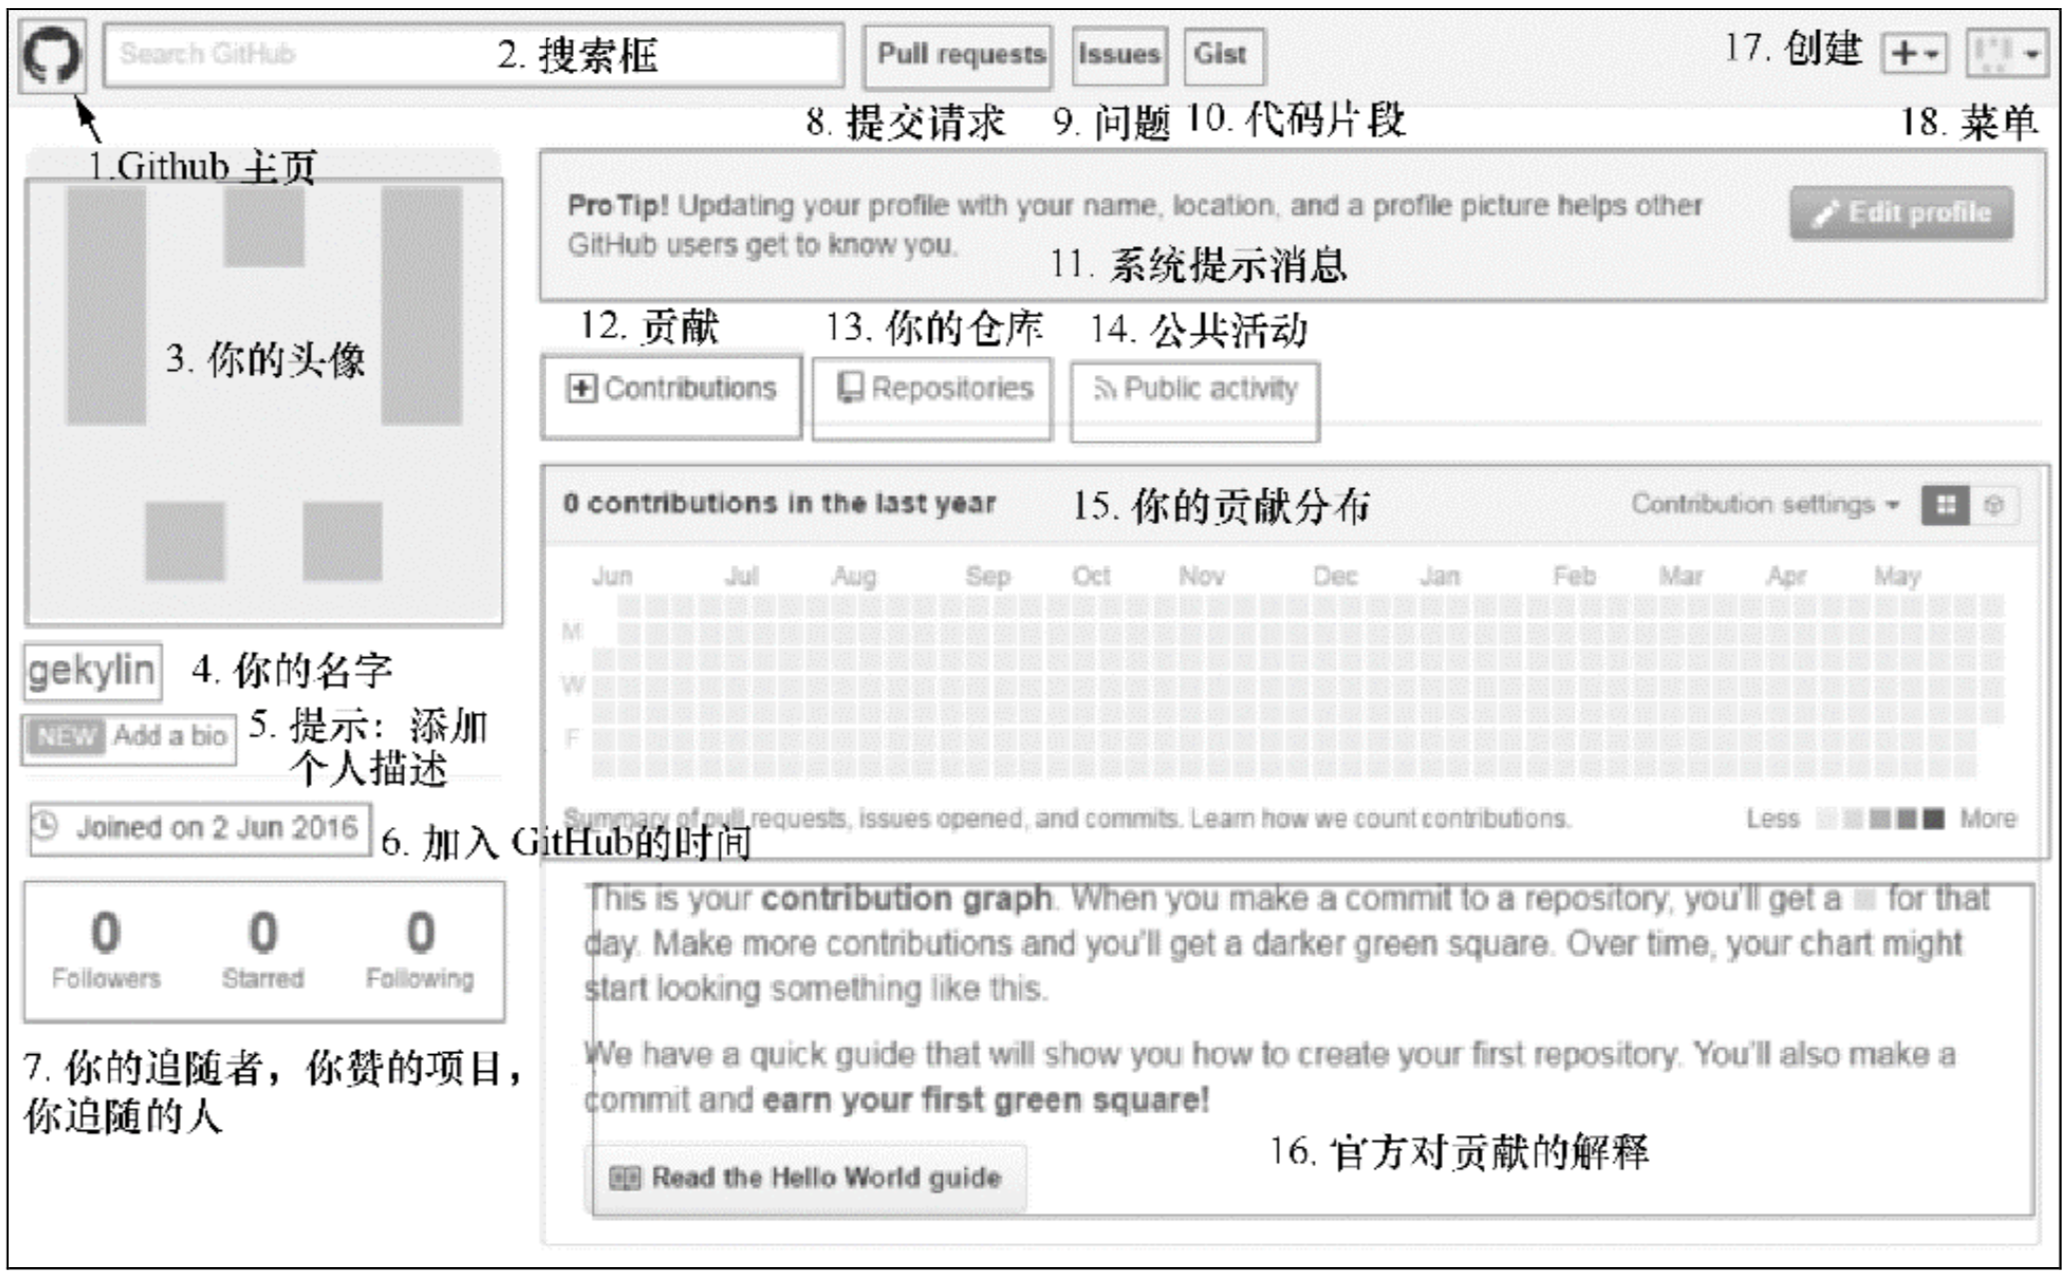 Search GitHub
2. 搜索框
Pull requests
Issues
Gist
17. 创建
8. 提交请求
9. 问题
10. 代码片段
18. 菜单
1.Github 主页
ProTip! Updating your profile with your name, location, and a profile picture helps other
GitHub users get to know you.
Edit profile
11. 系统提示消息
3. 你的头像
12. 贡献
13. 你的仓库
14. 公共活动
Contributions
Repositories
Public activity
0 contributions in the last year
15. 你的贡献分布
Contribution settings
Jun Jul Aug Sep Oct Nov Dec Jan Feb Mar Apr May
M
W
F
Summary of pull requests, issues opened, and commits. Learn how we count contributions.
Less
More
gekylin
4. 你的名字
NEW Add a bio
5. 提示：添加
个人描述
Joined on 2 Jun 2016
6. 加入 GitHub的时间
0 0 0
Followers Starred Following
7. 你的追随者，你赞的项目，
你追随的人
This is your contribution graph. When you make a commit to a repository, you'll get a for that
day. Make more contributions and you'll get a darker green square. Over time, your chart might
start looking something like this.
We have a quick guide that will show you how to create your first repository. You'll also make a
commit and earn your first green square!
16. 官方对贡献的解释
Read the Hello World guide